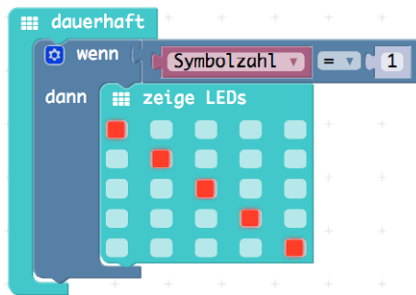 dauerhaft
wenn Symbolzahl = 1
dann zeige LEDs